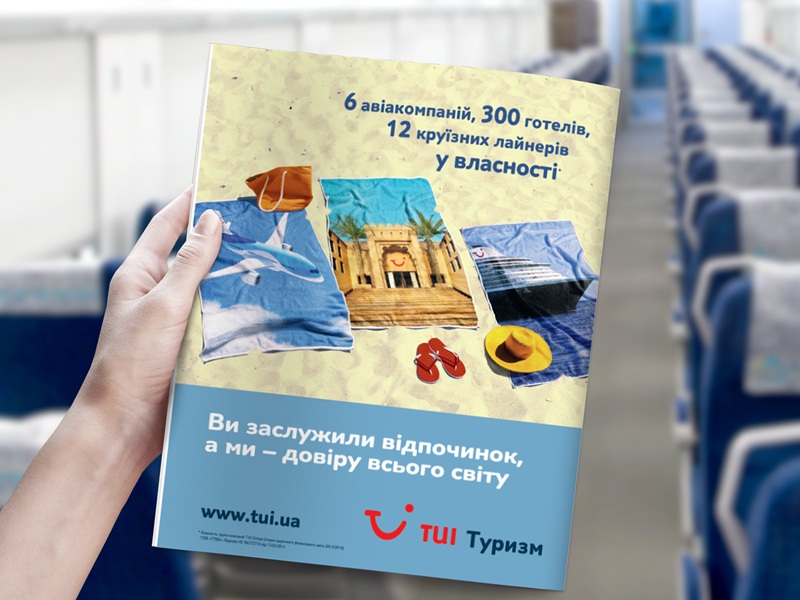 6 авіакомпаній, 300 готелів,
12 круїзних лайнерів
у власності*
Ви заслужили відпочинок,
а ми – довіру всього світу
www.tui.ua
TUI Туризм